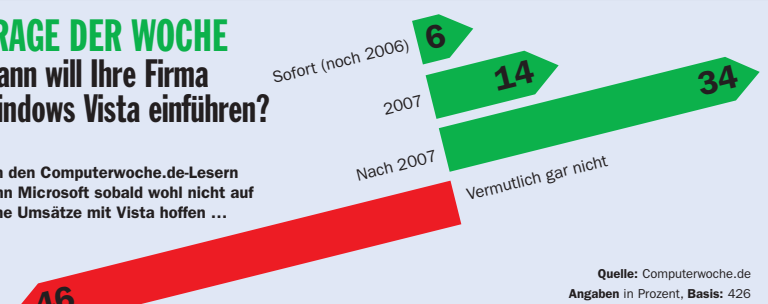 RAGE DER WOCHE
ann will Ihre Firma
indows Vista einführen?
n den Computerwoche.de-Lesern
nn Microsoft sobald wohl nicht auf
he Umsätze mit Vista hoffen ...
Sofort (noch 2006) 6
2007 14
Nach 2007 34
Vermutlich gar nicht
46
Quelle: Computerwoche.de
Angaben in Prozent, Basis: 426